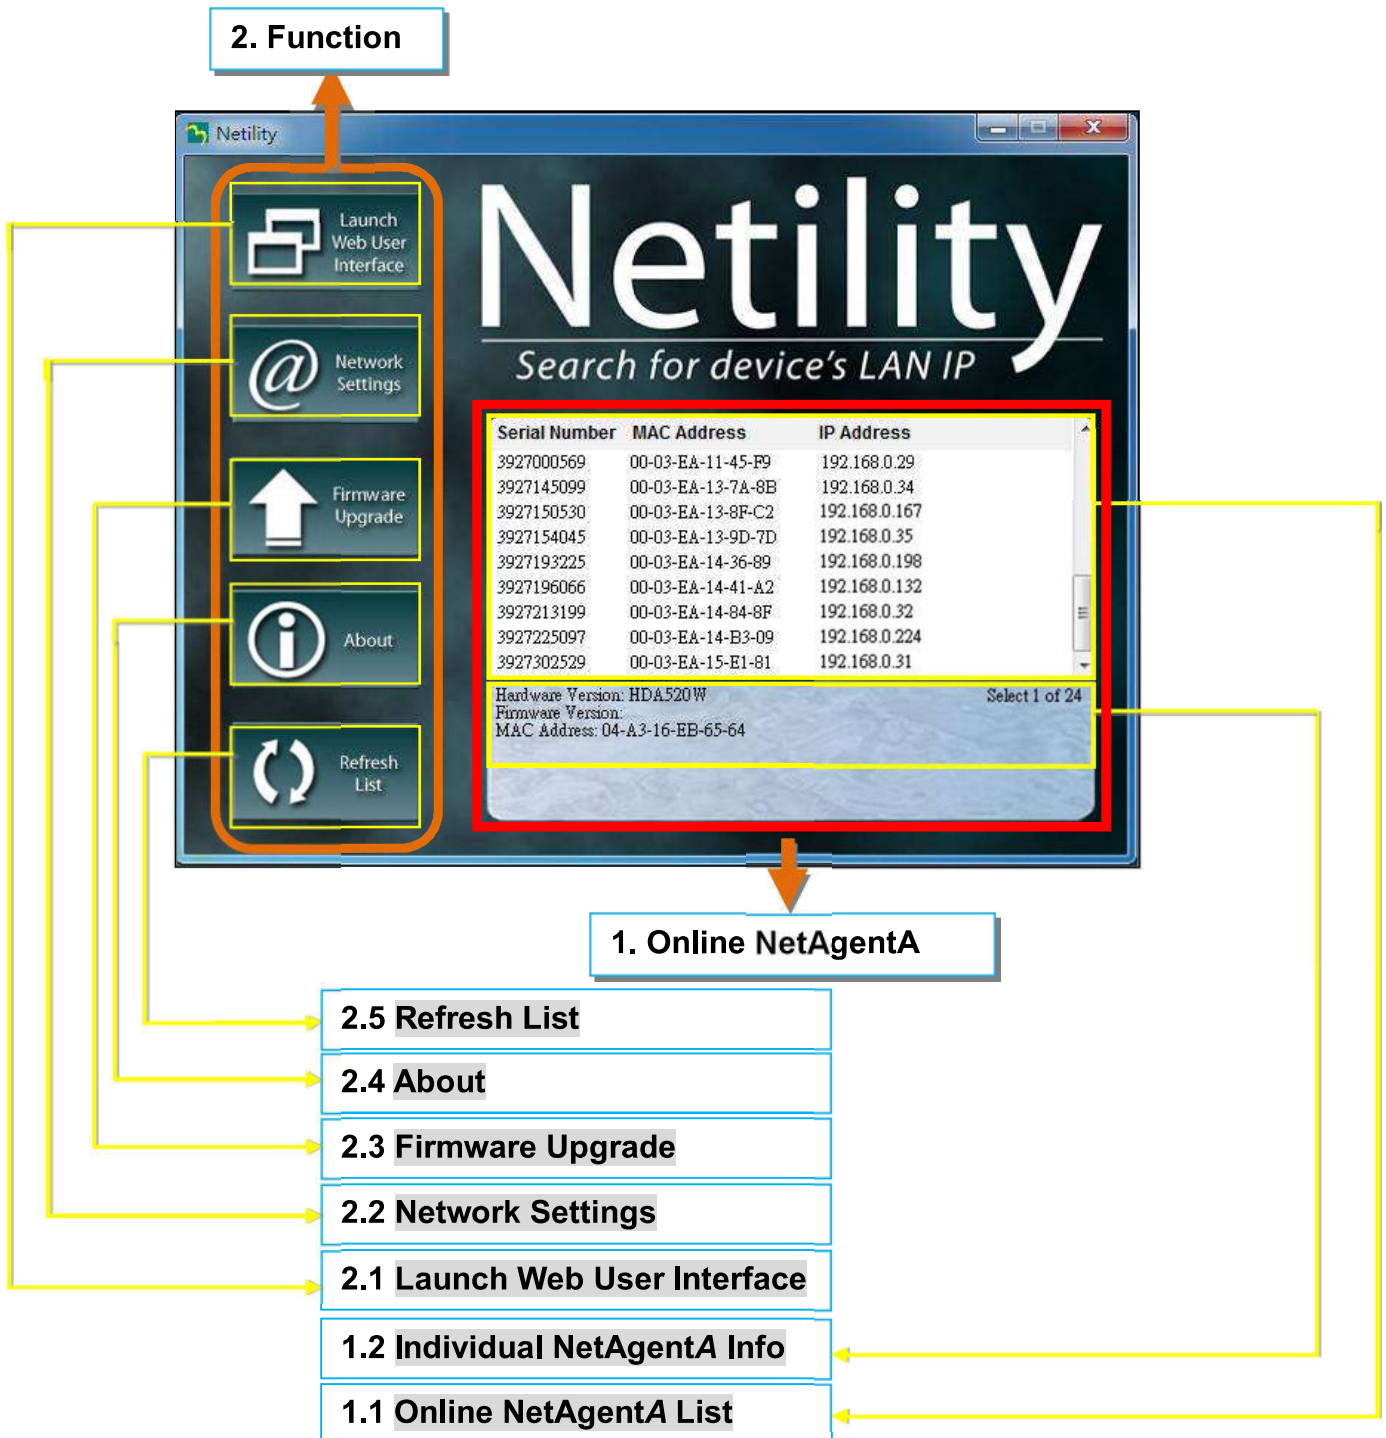 2. Function
Netility
Launch
Web User
Interface
Network
Settings
Firmware
Upgrade
About
Refresh
List
Netility
Search for device's LAN IP
Serial Number MAC Address IP Address
3927000569 00-03-EA-11-45-F9 192.168.0.29
3927145099 00-03-EA-13-7A-8B 192.168.0.34
3927150530 00-03-EA-13-8F-C2 192.168.0.167
3927154045 00-03-EA-13-9D-7D 192.168.0.35
3927193225 00-03-EA-14-36-89 192.168.0.198
3927196066 00-03-EA-14-41-A2 192.168.0.132
3927213199 00-03-EA-14-84-8F 192.168.0.32
3927225097 00-03-EA-14-B3-09 192.168.0.224
3927302529 00-03-EA-15-E1-81 192.168.0.31
Hardware Version: HDA520W Select 1 of 24
Firmware Version:
MAC Address: 04-A3-16-EB-65-64
1. Online NetAgentA
2.5 Refresh List
2.4 About
2.3 Firmware Upgrade
2.2 Network Settings
2.1 Launch Web User Interface
1.2 Individual NetAgentA Info
1.1 Online NetAgentA List